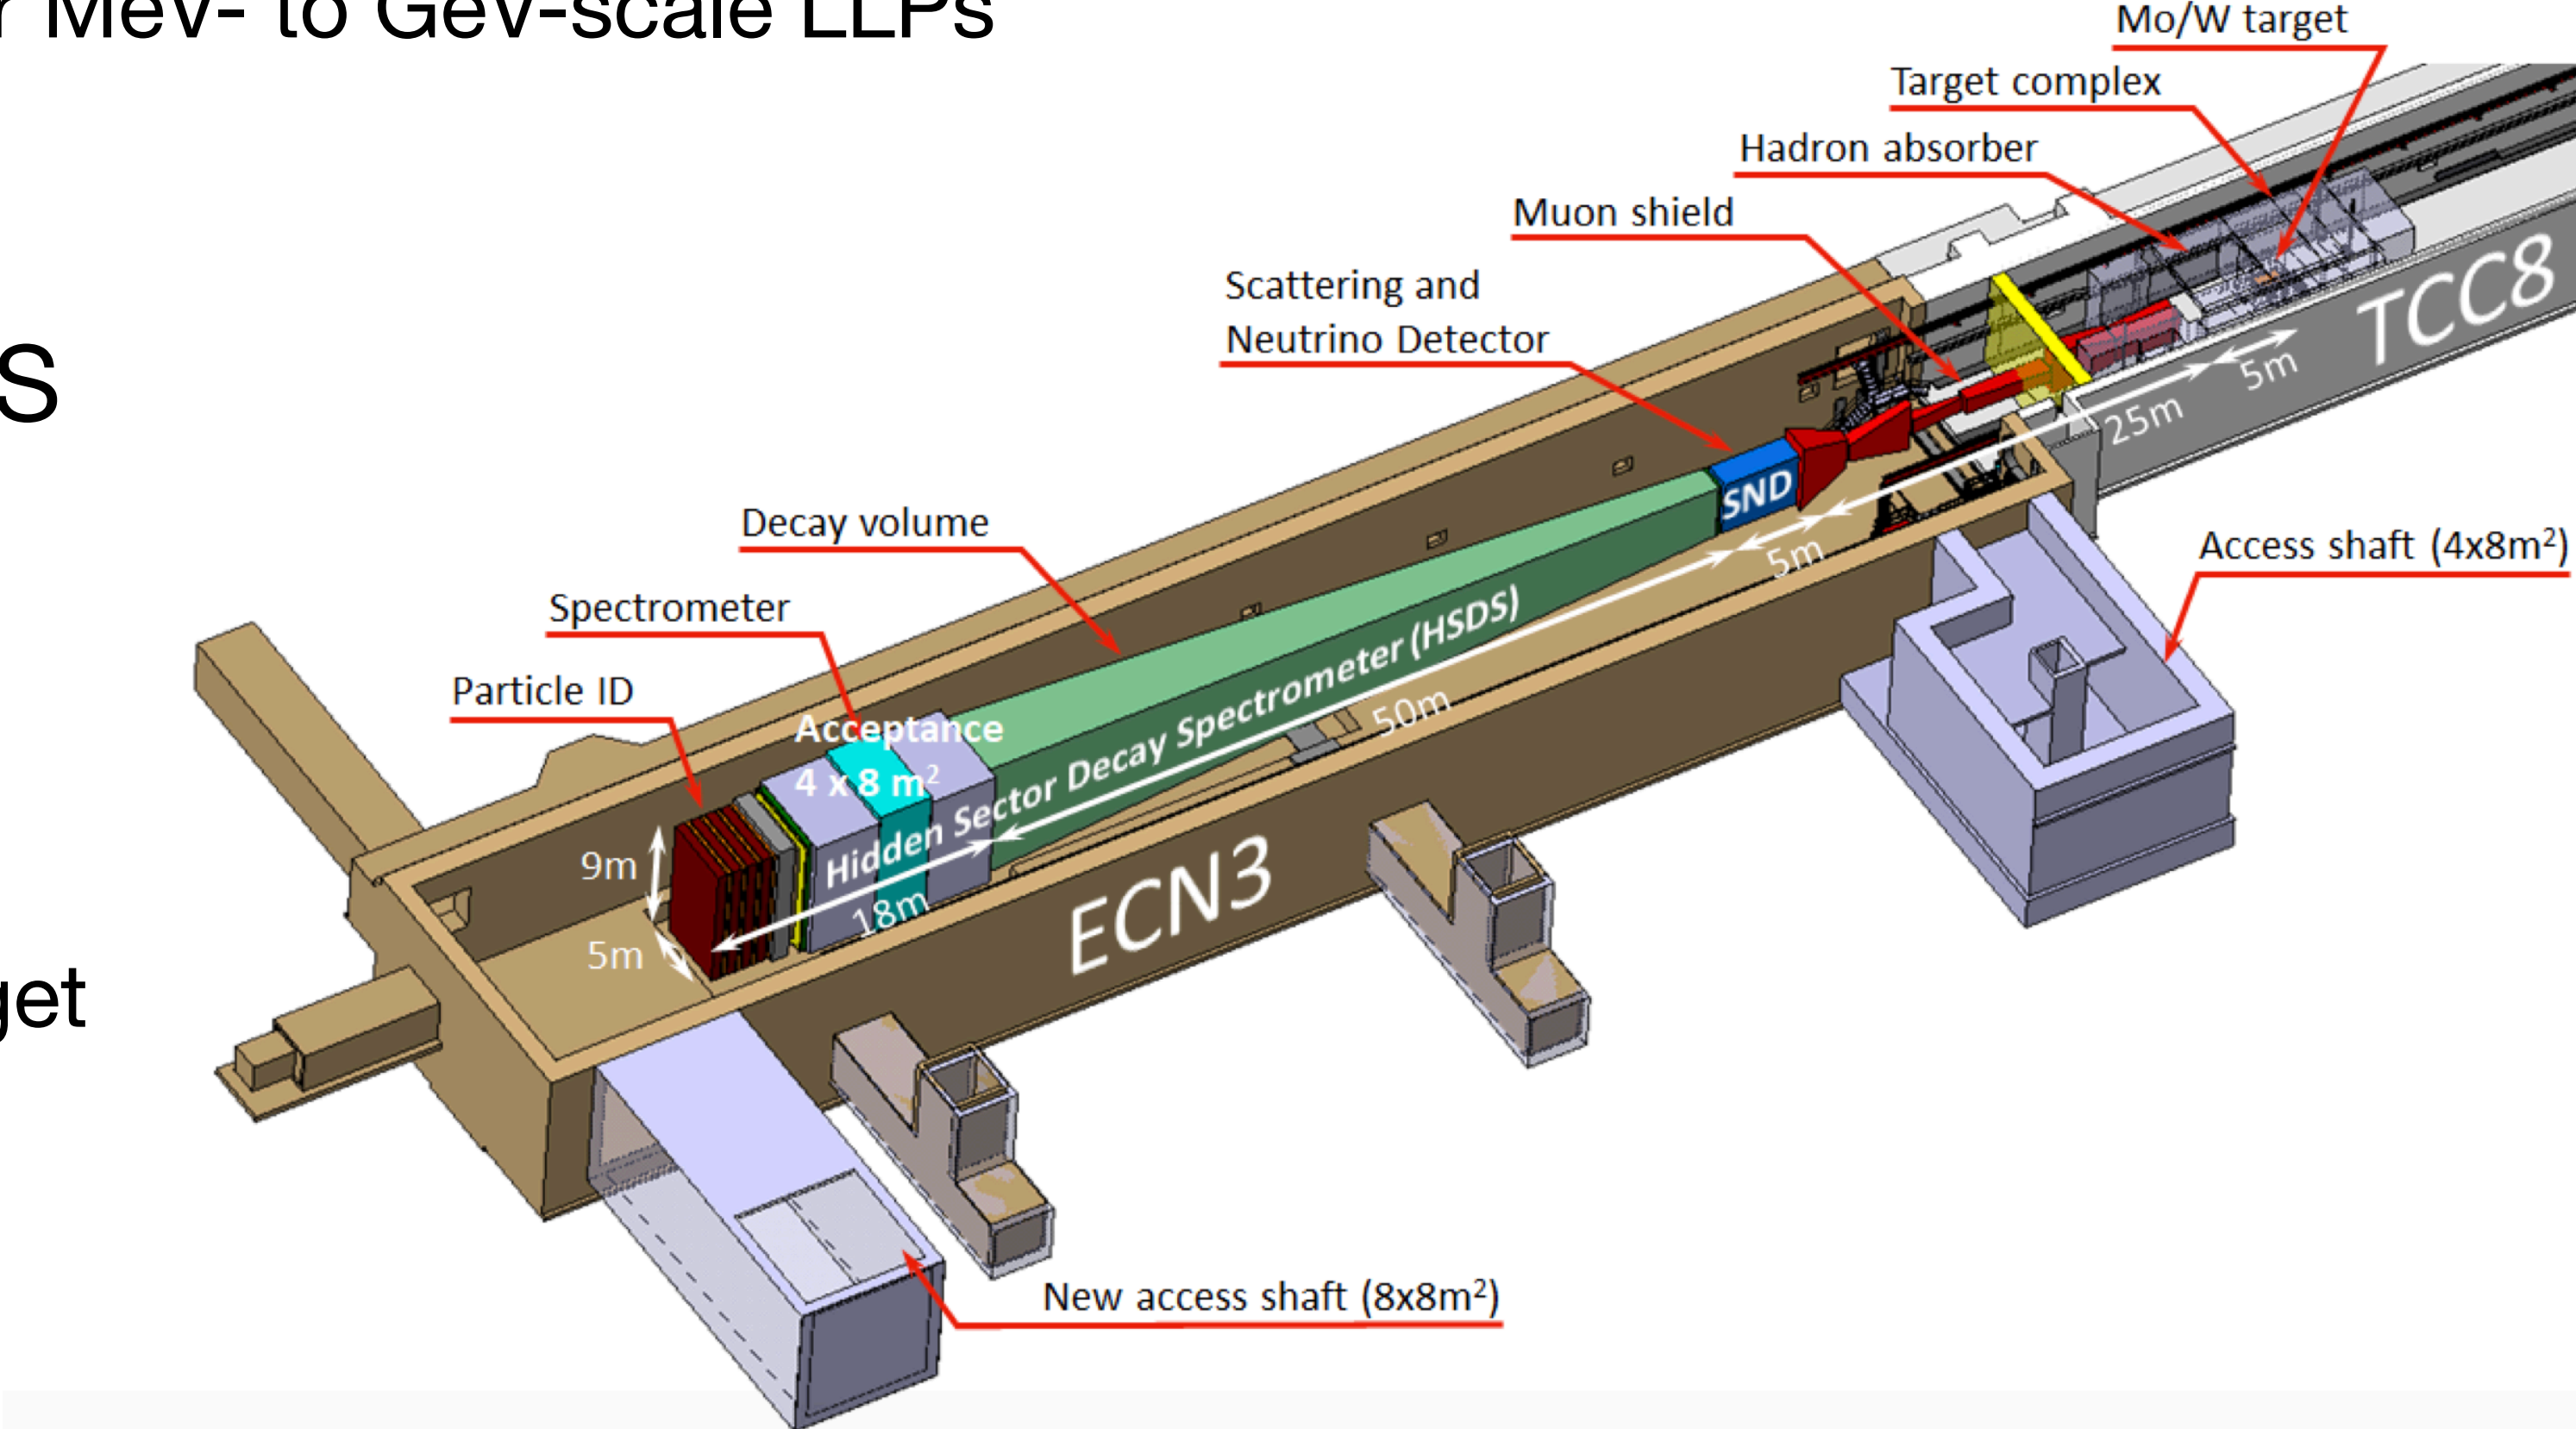 MeV- to GeV-scale LLPs
Mo/W target
Target complex
Hadron absorber
Muon shield
Scattering and
Neutrino Detector
TCC8
5m
25m
S
SND
5m
Decay volume
Access shaft (4x8m²)
Spectrometer
Hidden Sector Decay Spectrometer (HSDS)
50m
Particle ID
Acceptance
4 x 8 m²
9m
18m
5m
ECN3
get
New access shaft (8x8m²)